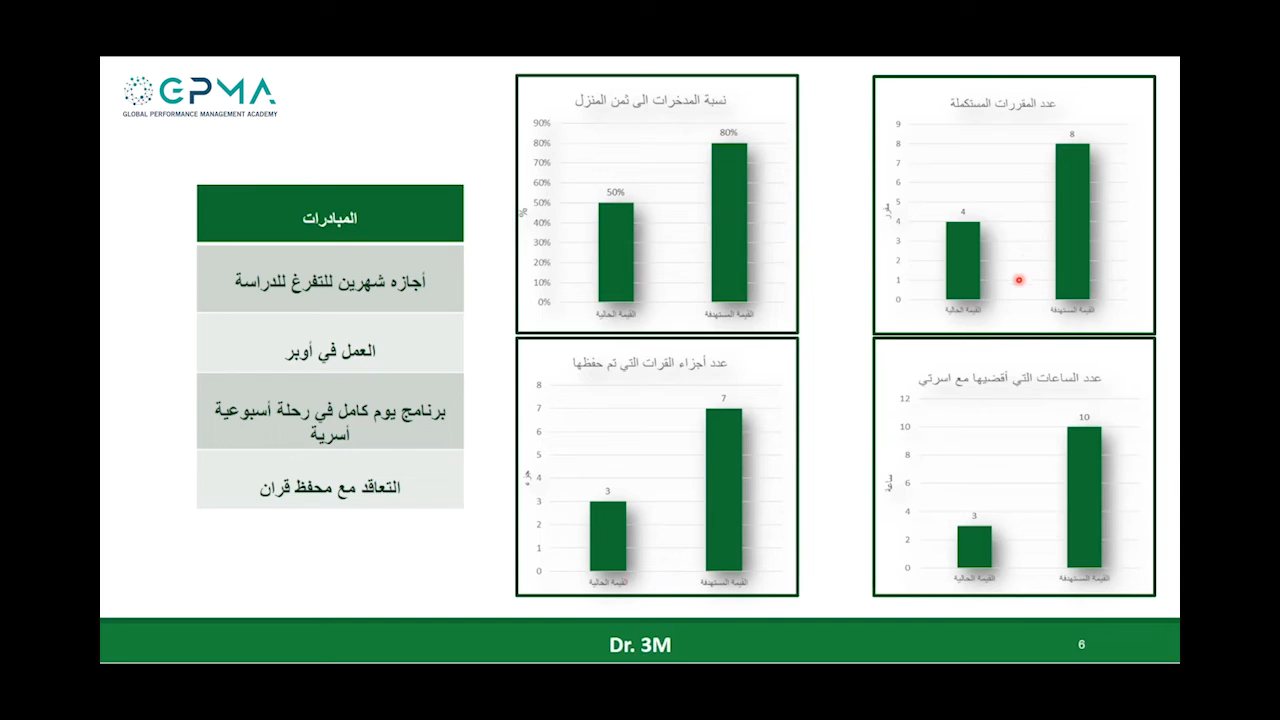 GPMA
GLOBAL PERFORMANCE MANAGEMENT ACADEMY
عدد المقررات المستكملة
9
8
7
6
5
4
3
2
1
0
مقرر
4
8
القيمة الحالية
القيمة المستهدفة
نسبة المدخرات الى ثمن المنزل
90%
80%
70%
60%
50%
40%
30%
20%
10%
0%
%
50%
80%
القيمة الحالية
القيمة المستهدفة
المبادرات
أجازه شهرين للتفرغ للدراسة
العمل في أوبر
برنامج يوم كامل في رحلة أسبوعية
أسرية
التعاقد مع محفظ قران
عدد الساعات التي أقضيها مع اسرتي
12
10
8
6
4
2
0
ساعة
3
10
القيمة الحالية
القيمة المستهدفة
عدد أجزاء القرات التي تم حفظها
8
7
6
5
4
3
2
1
0
جزء
3
7
القيمة الحالية
القيمة المستهدفة
Dr. 3M
6